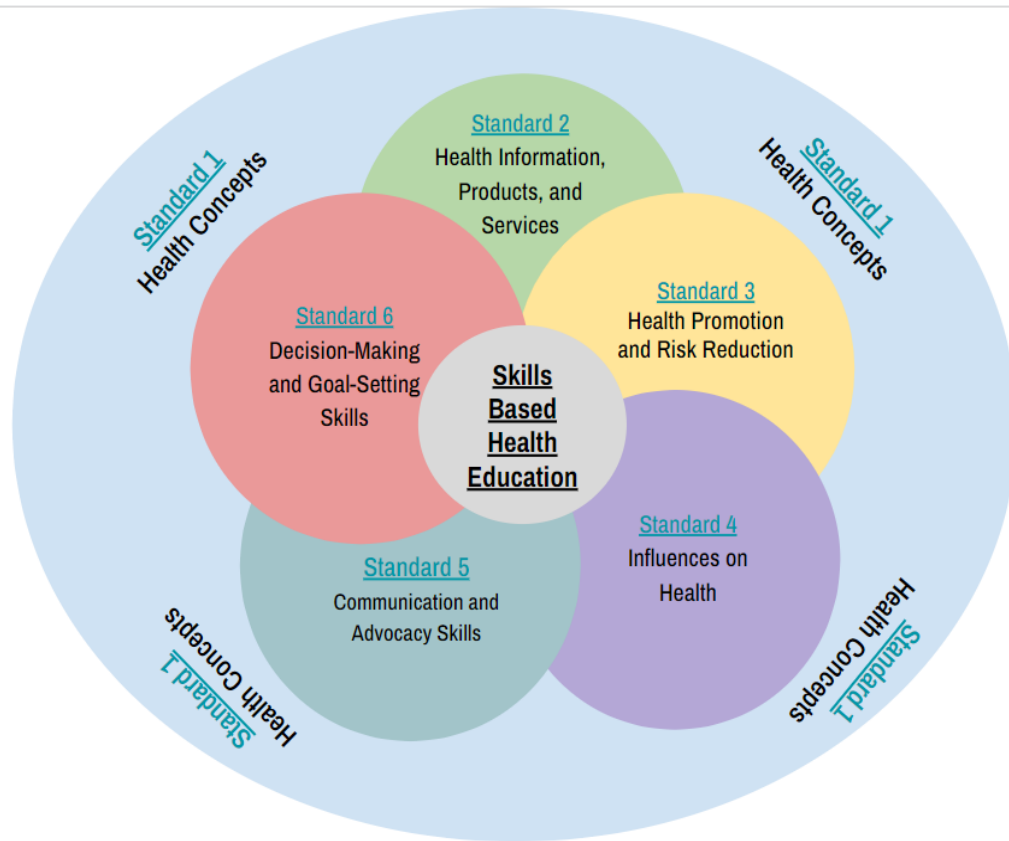 Standard 1
Health Concepts
Standard 1
Health Concepts
Standard 2
Health Information,
Products, and
Services
Standard 3
Health Promotion
and Risk Reduction
Standard 6
Decision-Making
and Goal-Setting
Skills
Skills
Based
Health
Education
Standard 4
Influences on
Health
Standard 5
Communication and
Advocacy Skills
Standard 1
Health Concepts
Standard 1
Health Concepts